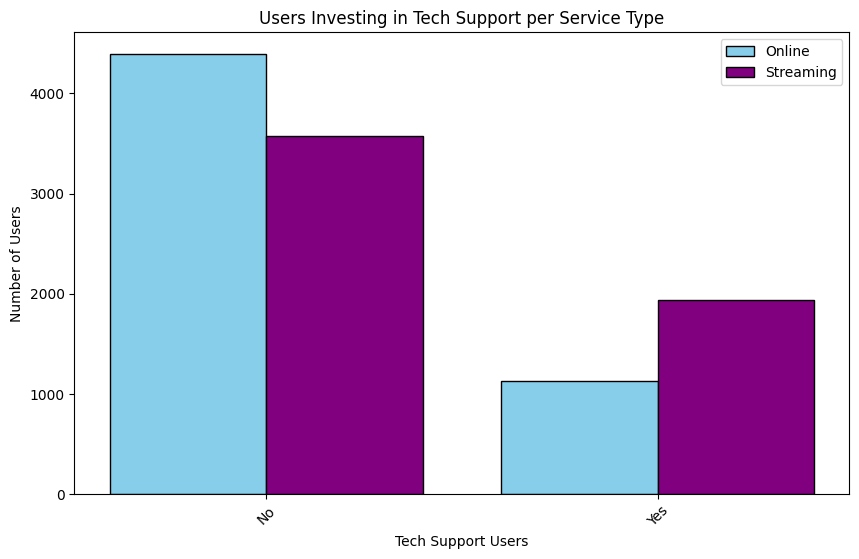 Users Investing in Tech Support per Service Type
Online
Streaming
Number of Users
4000
3000
2000
1000
0
No
Yes
Tech Support Users